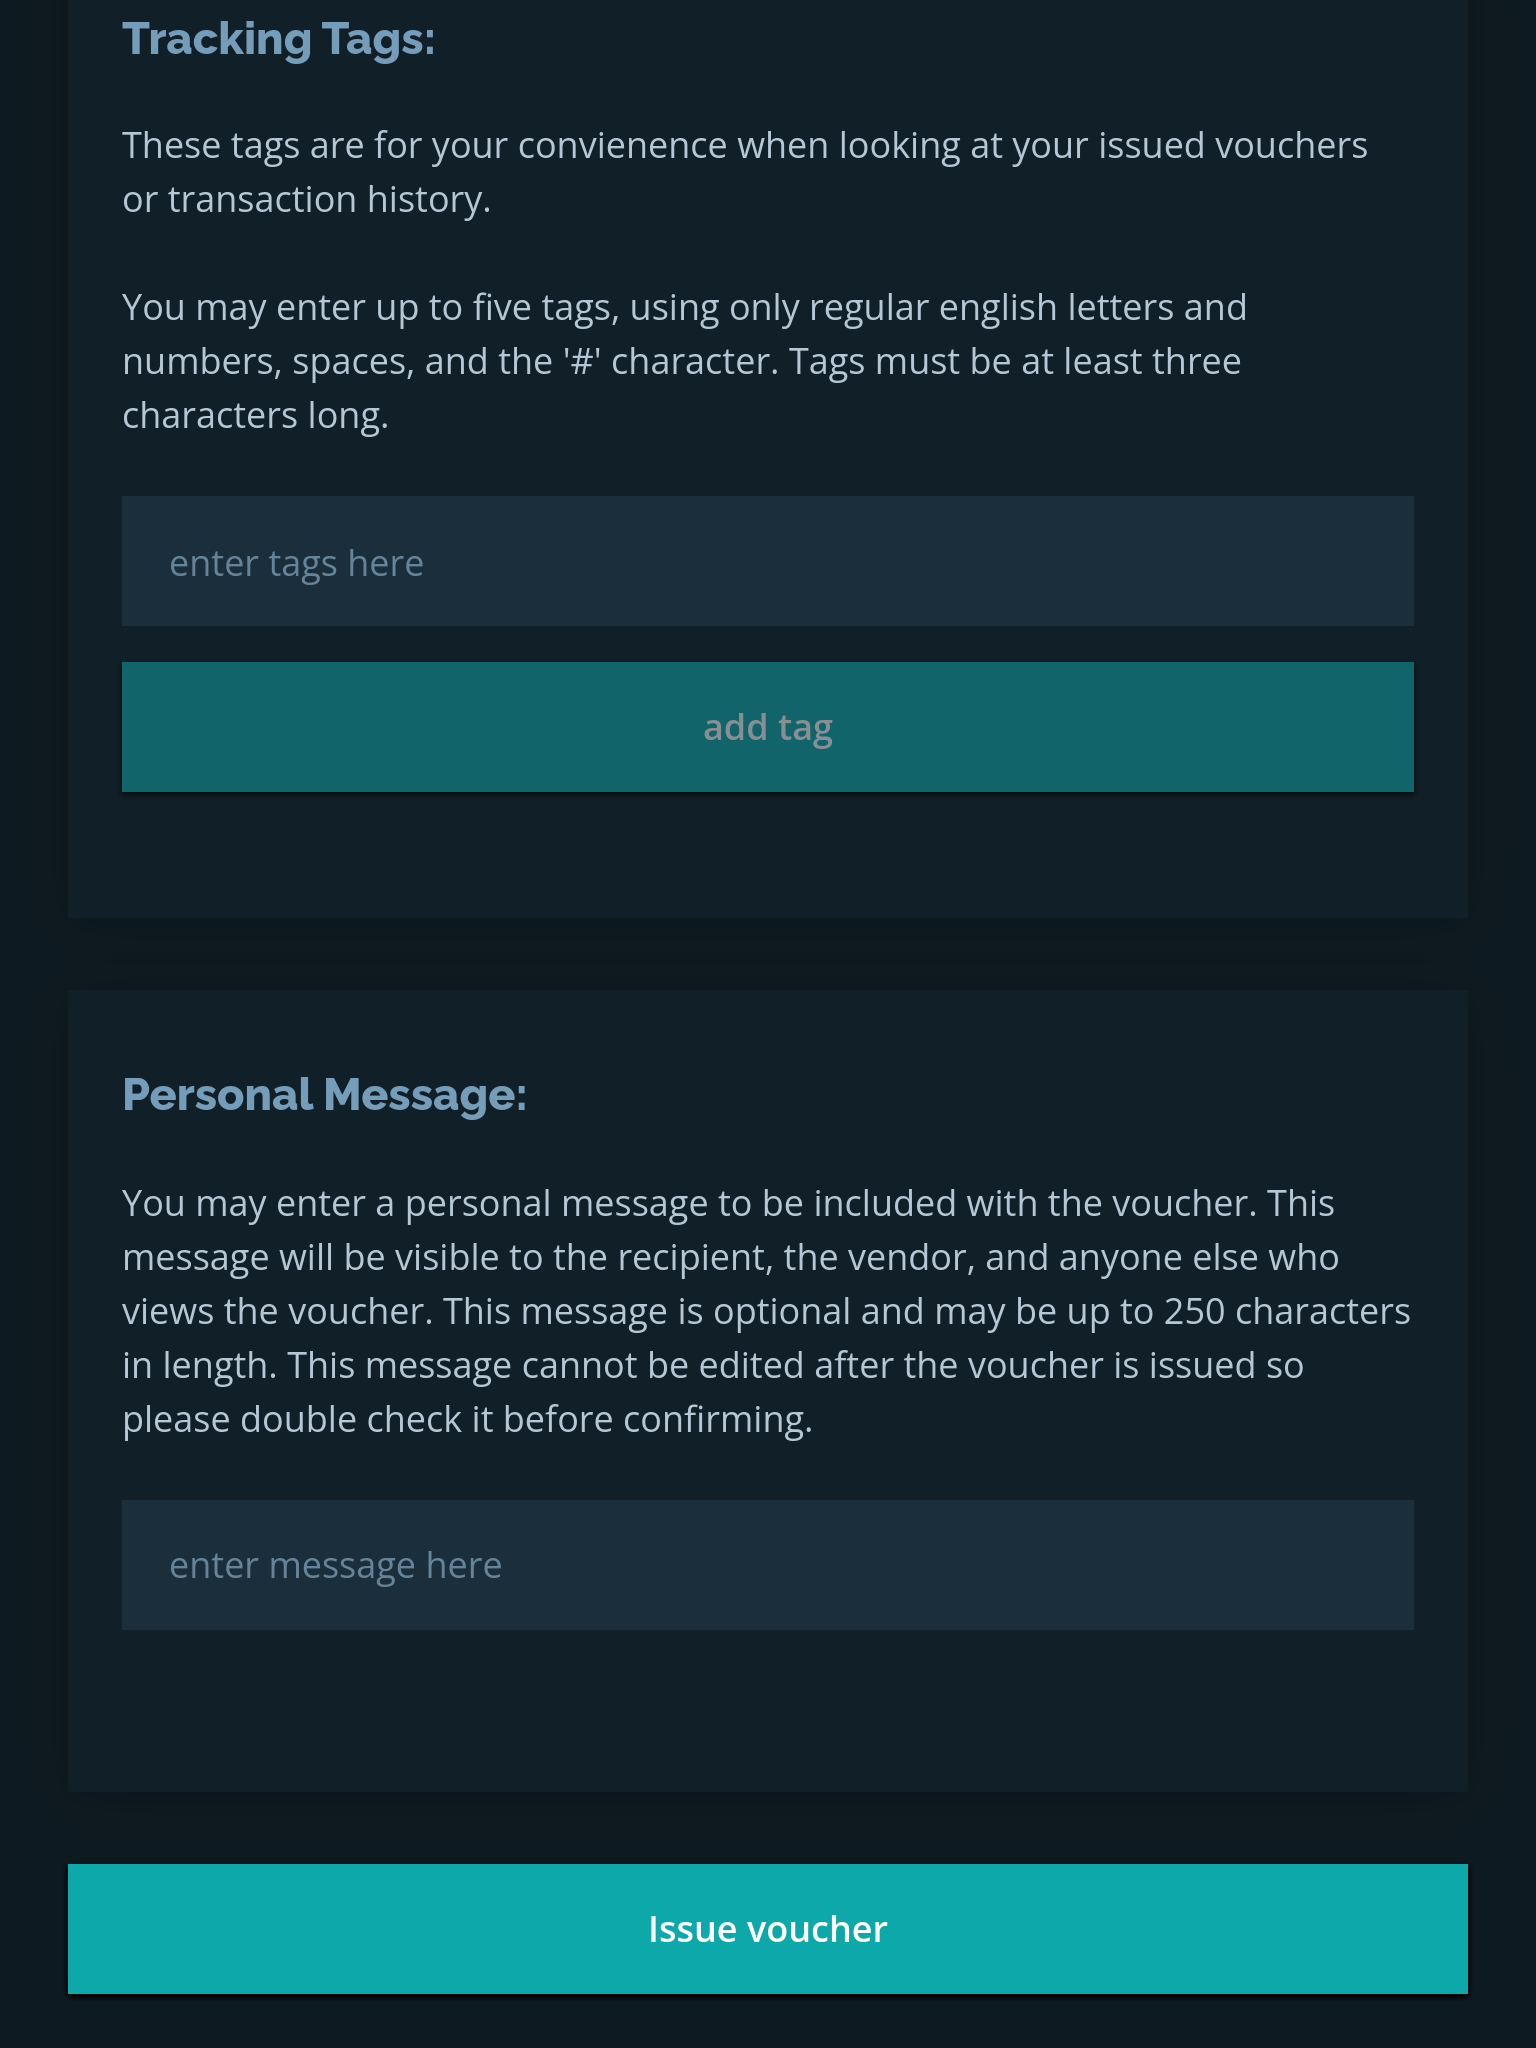 Tracking Tags:
These tags are for your convienence when looking at your issued vouchers
or transaction history.
You may enter up to five tags, using only regular english letters and
numbers, spaces, and the '#' character. Tags must be at least three
characters long.
enter tags here
add tag
Personal Message:
You may enter a personal message to be included with the voucher. This
message will be visible to the recipient, the vendor, and anyone else who
views the voucher. This message is optional and may be up to 250 characters
in length. This message cannot be edited after the voucher is issued so
please double check it before confirming.
enter message here
Issue voucher